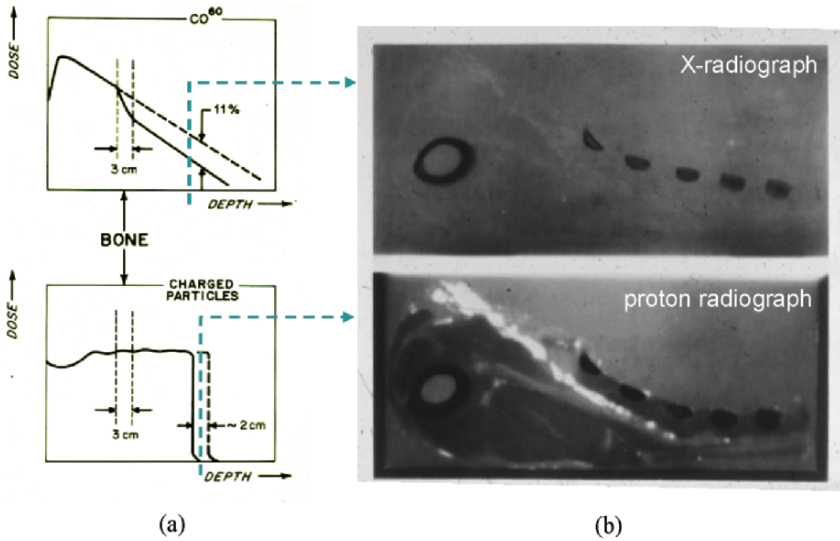 CO⁶⁰
DOSE
11%
3 cm
DEPTH
BONE
CHARGED
PARTICLES
DOSE
3 cm
~ 2 cm
DEPTH
(a)
X-radiograph
proton radiograph
(b)